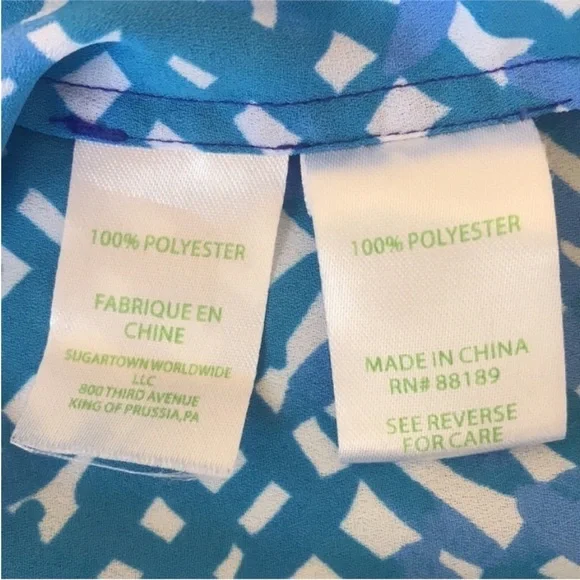 100% POLYESTER
FABRIQUE EN
CHINE
SUGARTOWN WORLDWIDE
LLC
800 THIRD AVENUE
KING OF PRUSSIA,PA
100% POLYESTER
MADE IN CHINA
RN# 88189
SEE REVERSE
FOR CARE